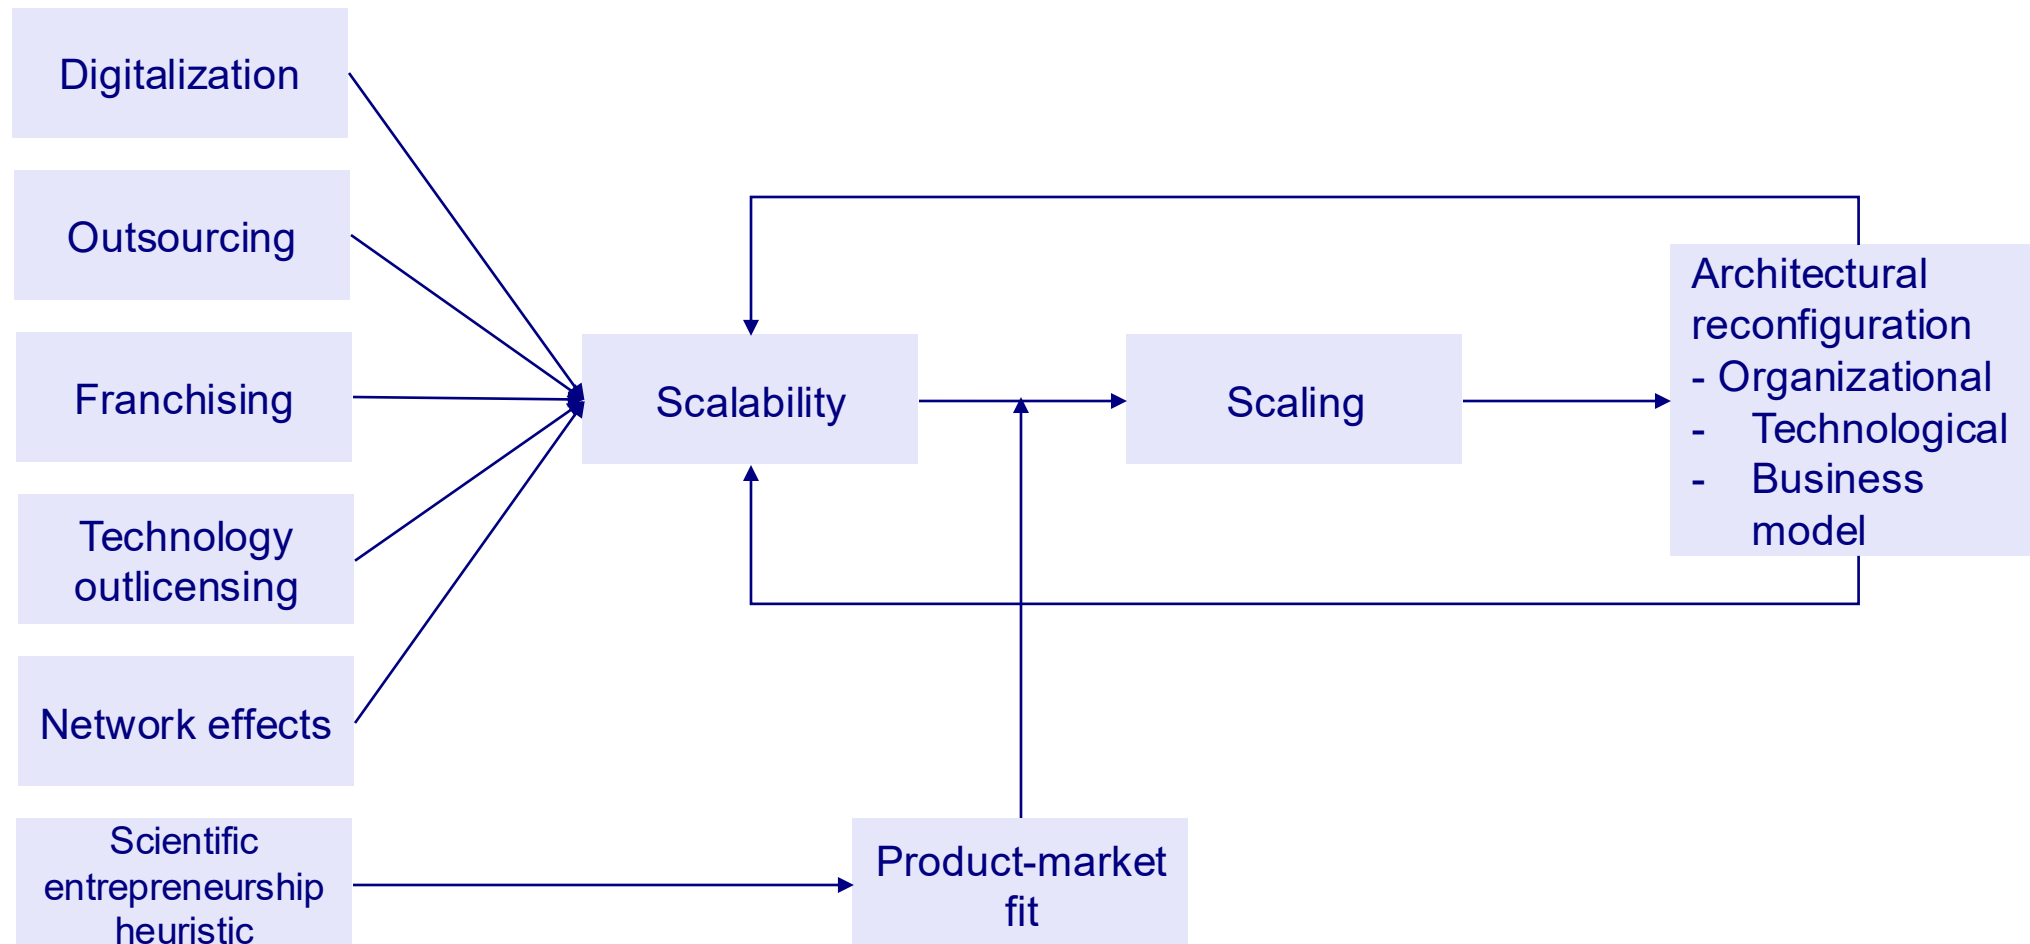 Digitalization
Outsourcing
Franchising
Technology
outlicensing
Network effects
Scientific
entrepreneurship
heuristic
Scalability
Product-market
fit
Scaling
Architectural
reconfiguration
- Organizational
- Technological
- Business
model